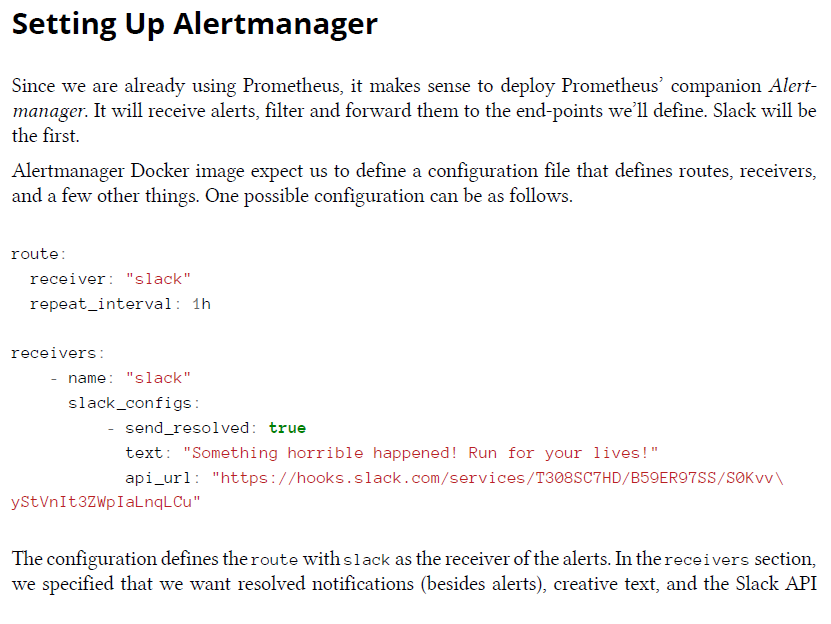 Setting Up Alertmanager
Since we are already using Prometheus, it makes sense to deploy Prometheus’ companion Alert-
manager. It will receive alerts, filter and forward them to the end-points we’ll define. Slack will be
the first.
Alertmanager Docker image expect us to define a configuration file that defines routes, receivers,
and a few other things. One possible configuration can be as follows.
route:
  receiver: "slack"
  repeat_interval: 1h
receivers:
    - name: "slack"
      slack_configs:
          - send_resolved: true
            text: "Something horrible happened! Run for your lives!"
            api_url: "https://hooks.slack.com/services/T308SC7HD/B59ER97SS/S0Kvv\
yStVnIt3ZWpIaLnqLCu"
The configuration defines the route with slack as the receiver of the alerts. In the receivers section,
we specified that we want resolved notifications (besides alerts), creative text, and the Slack API